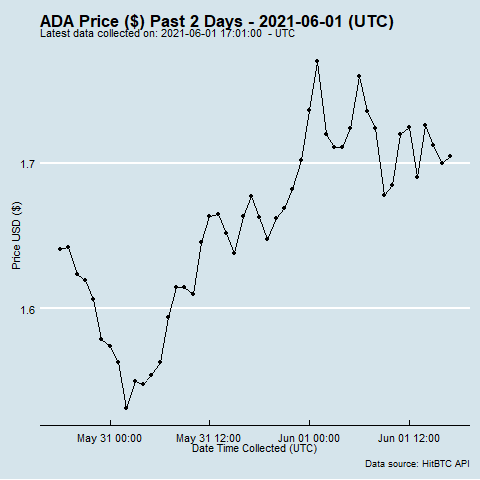 ADA Price ($) Past 2 Days - 2021-06-01 (UTC)
Latest data collected on: 2021-06-01 17:01:00 - UTC
1.7
Price USD ($)
1.6
May 31 00:00 May 31 12:00 Jun 01 00:00 Jun 01 12:00
Date Time Collected (UTC)
Data source: HitBTC API